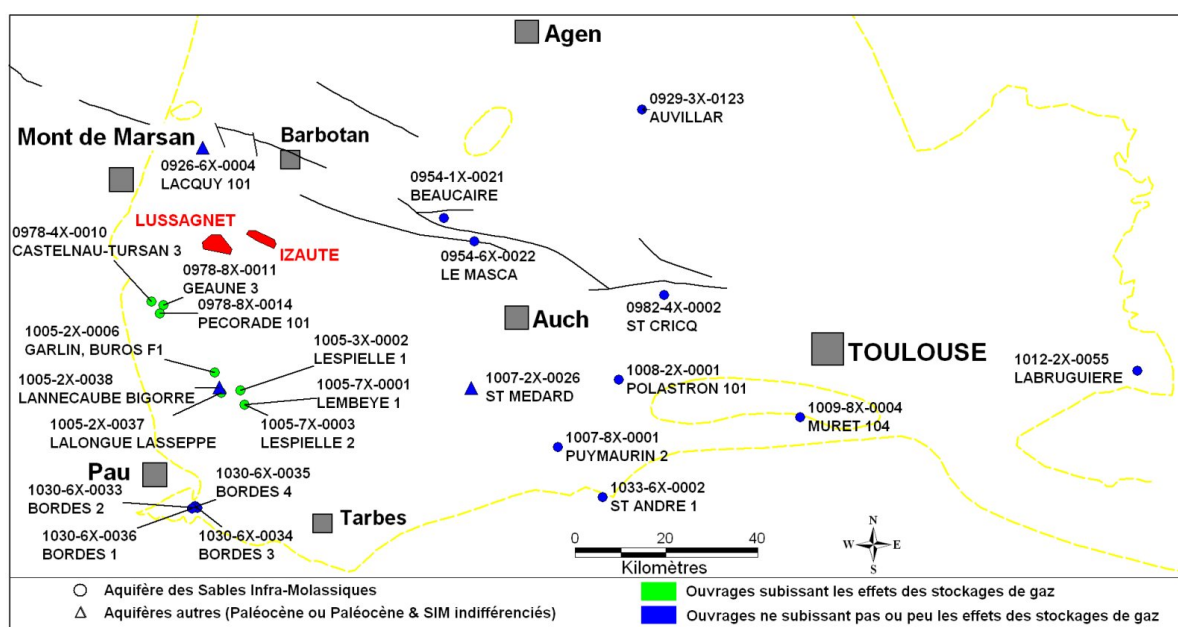 Agen
0929-3X-0123
AUVILLAR
Mont de Marsan
Barbotan
0926-6X-0004
LACQUY 101
0954-1X-0021
BEAUCAIRE
LUSSAGNET
IZAUTE
0978-4X-0010
CASTELNAU-TURSAN 3
0954-6X-0022
LE MASCA
0978-8X-0011
GEAUNE 3
0978-8X-0014
PECORADE 101
Auch
0982-4X-0002
ST CRICQ
1005-2X-0006
GARLIN, BUROS F1
1005-3X-0002
LESPIELLE 1
TOULOUSE
1012-2X-0055
LABRUGUIERE
1005-2X-0038
LANNECAUBE BIGORRE
1005-7X-0001
LEMBEYE 1
1007-2X-0026
ST MEDARD
1008-2X-0001
POLASTRON 101
1005-2X-0037
LALONGUE LASSEPPE
1005-7X-0003
LESPIELLE 2
1009-8X-0004
MURET 104
1007-8X-0001
PUYMAURIN 2
Pau
1030-6X-0035
BORDES 4
1030-6X-0033
BORDES 2
1033-6X-0002
ST ANDRE 1
Tarbes
1030-6X-0036
BORDES 1
1030-6X-0034
BORDES 3
0 20 40
Kilomètres
N
W E
S
Aquifère des Sables Infra-Molassiques
Ouvrages subissant les effets des stockages de gaz
Aquifères autres (Paléocène ou Paléocène & SIM indifférenciés)
Ouvrages ne subissant pas ou peu les effets des stockages de gaz